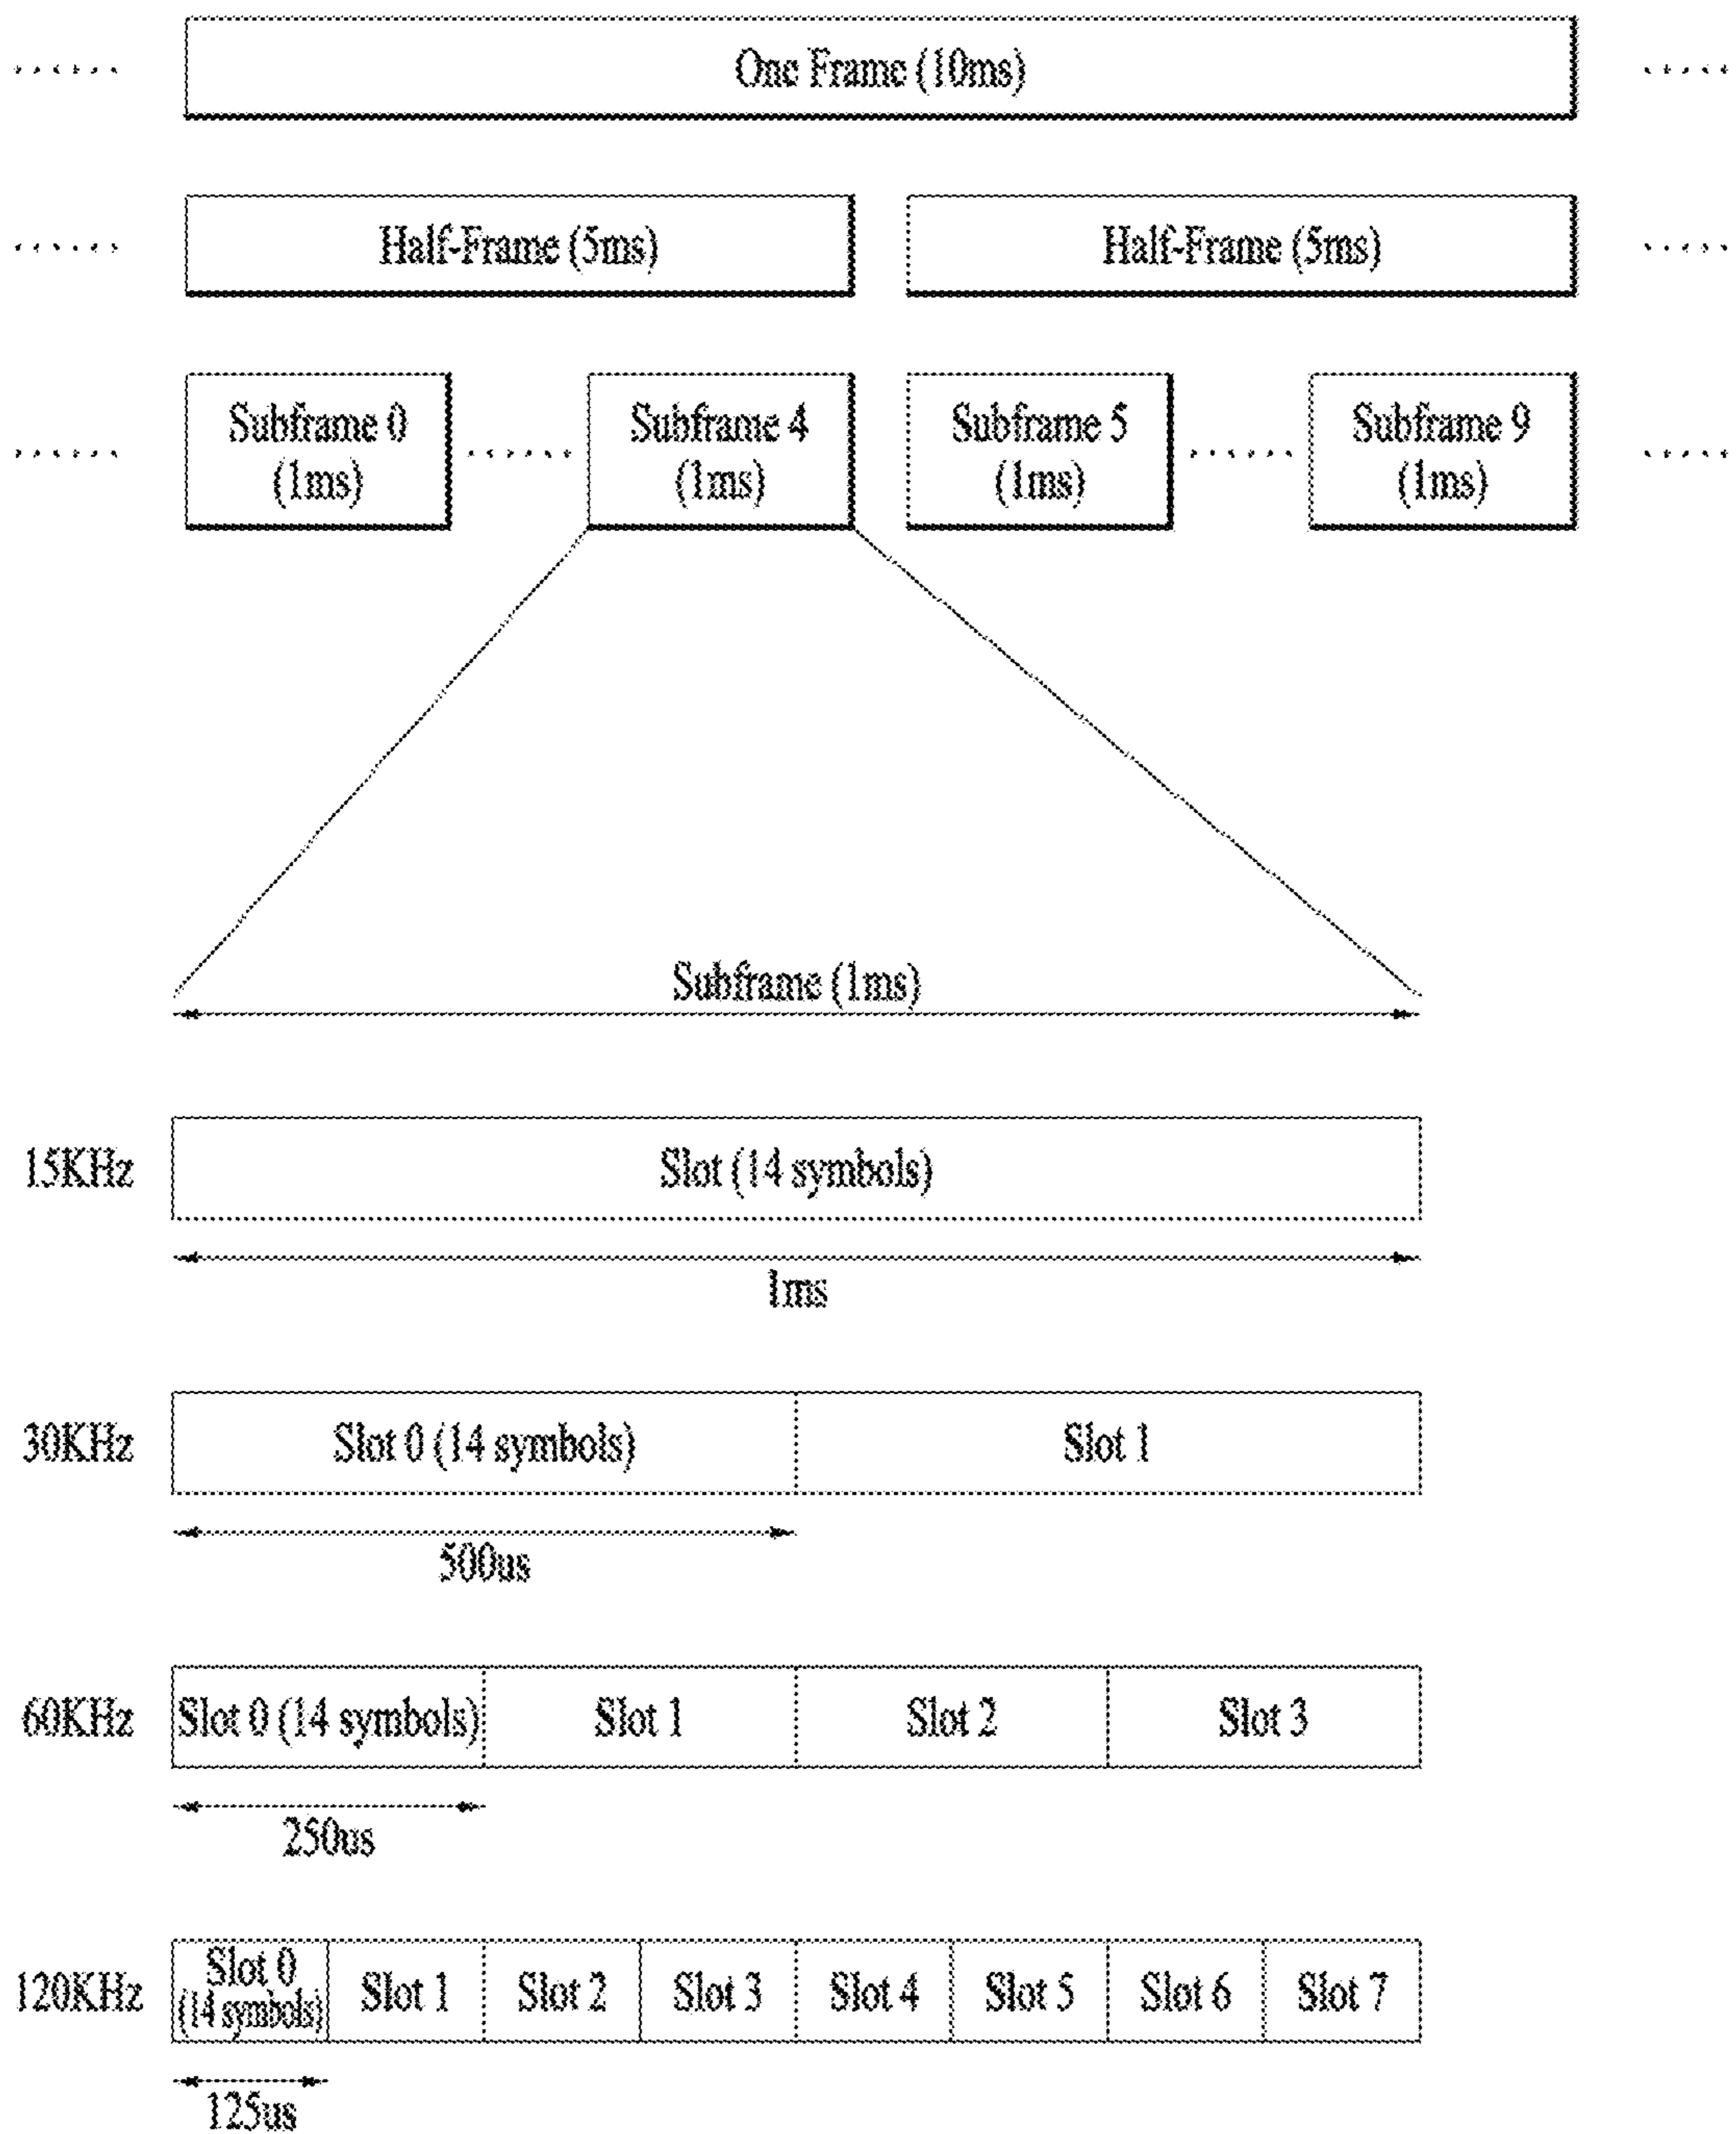 One Frame (10ms)
Half-Frame (5ms) Half-Frame (5ms)
Subframe 0 Subframe 4 Subframe 5 Subframe 9
(1ms) (1ms) (1ms) (1ms)
Subframe (1ms)
15KHz Slot (14 symbols)
1ms
30KHz Slot 0 (14 symbols) Slot 1
500us
60KHz Slot 0 (14 symbols) Slot 1 Slot 2 Slot 3
250us
120KHz Slot 0 (14 symbols) Slot 1 Slot 2 Slot 3 Slot 4 Slot 5 Slot 6 Slot 7
125us